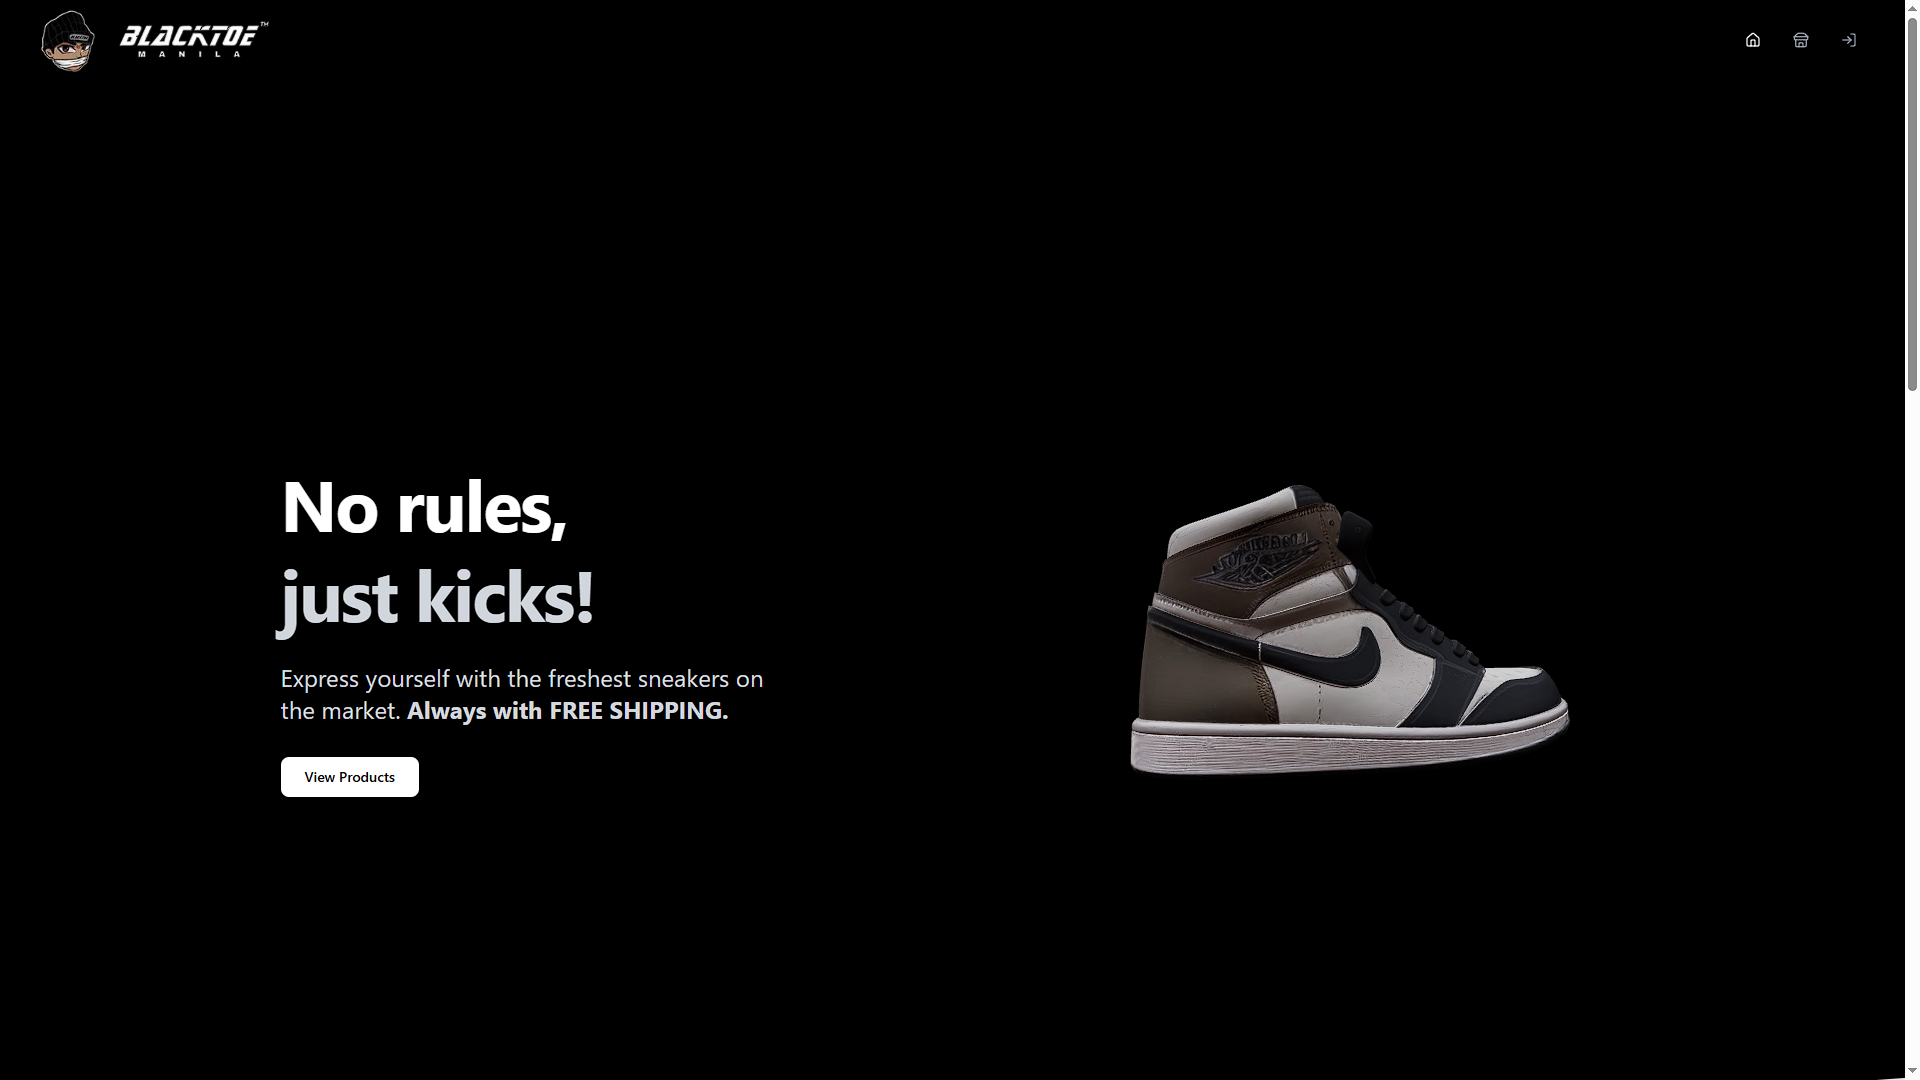 BLACKTOE™
MANILA
No rules,
just kicks!
Express yourself with the freshest sneakers on
the market. Always with FREE SHIPPING.
View Products